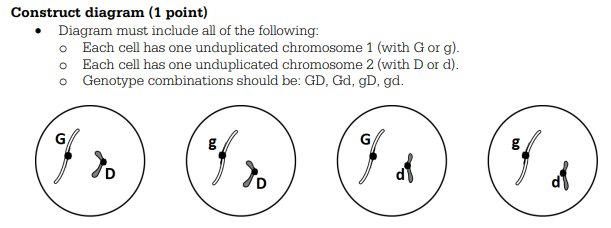 Construct diagram (1 point)
• Diagram must include all of the following:
o Each cell has one unduplicated chromosome 1 (with G or g).
o Each cell has one unduplicated chromosome 2 (with D or d).
o Genotype combinations should be: GD, Gd, gD, gd.
G D g D G d g d